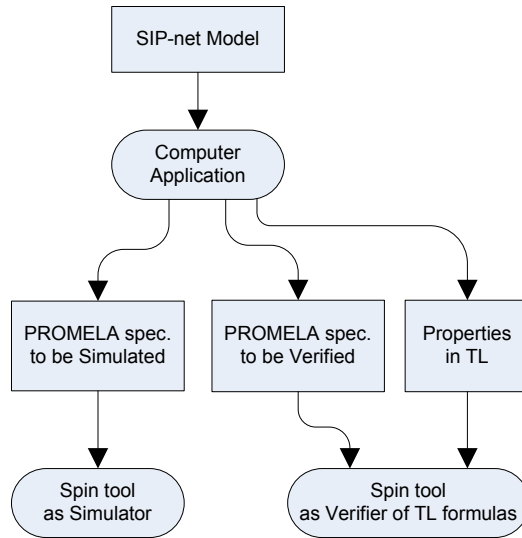 SIP-net Model
Computer
Application
PROMELA spec.
to be Simulated
PROMELA spec.
to be Verified
Properties
in TL
Spin tool
as Simulator
Spin tool
as Verifier of TL formulas